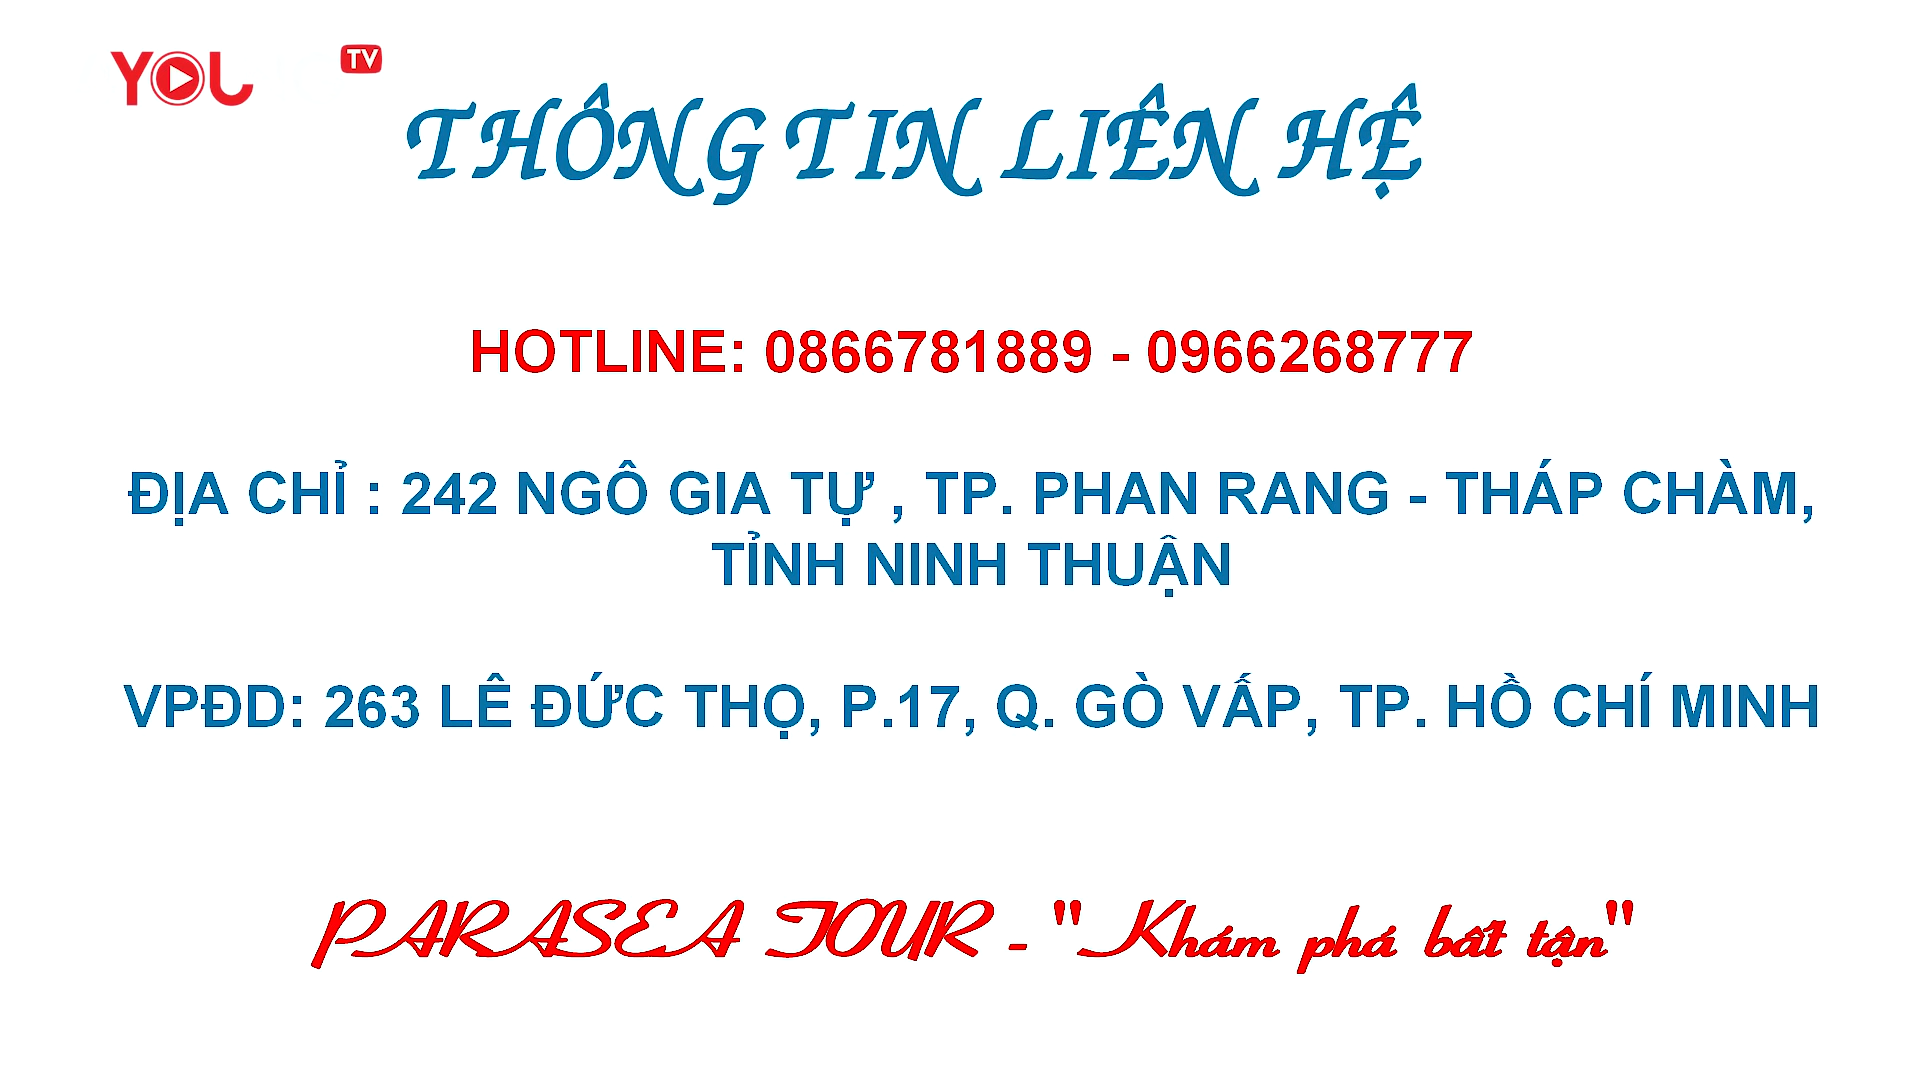 YOL TV
THÔNG TIN LIÊN HỆ
HOTLINE: 0866781889 - 0966268777
ĐỊA CHỈ : 242 NGÔ GIA TỰ , TP. PHAN RANG - THÁP CHÀM,
TỈNH NINH THUẬN
VPĐD: 263 LÊ ĐỨC THỌ, P.17, Q. GÒ VẤP, TP. HỒ CHÍ MINH
PARASEA TOUR - "Khám phá bất tận"